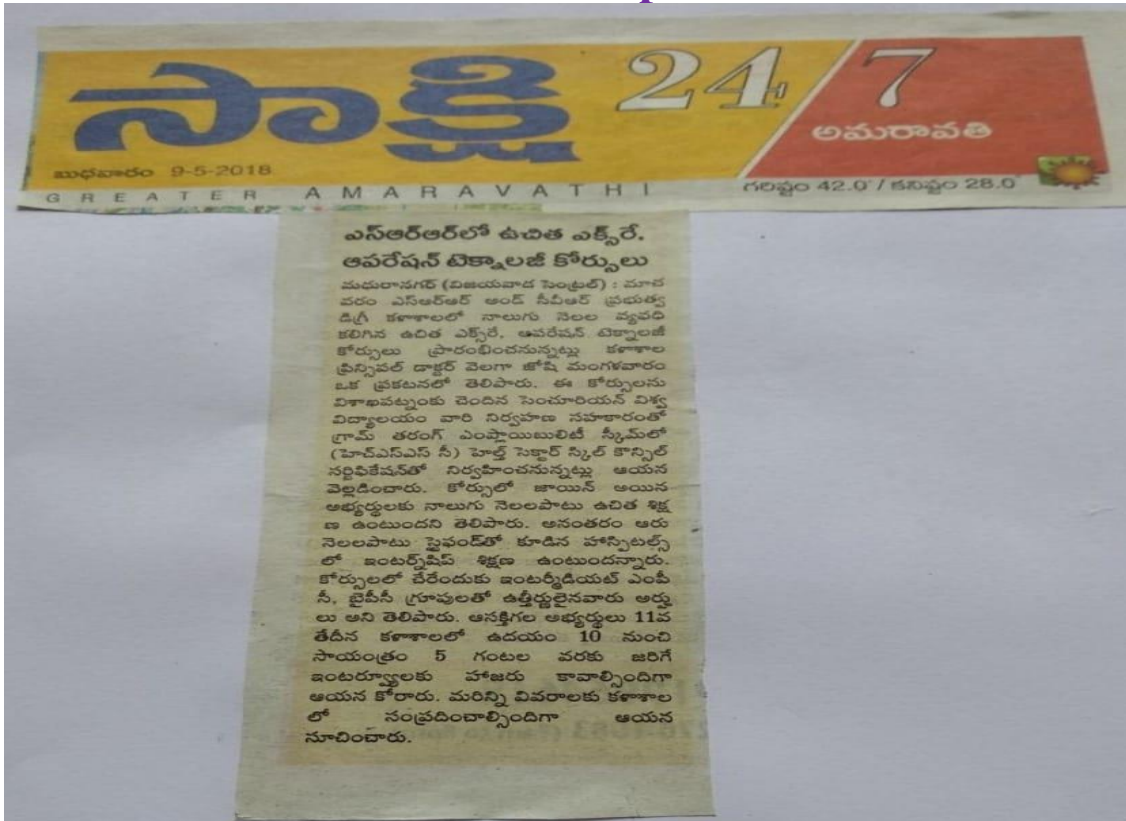 సాక్షి 24/7
అమరావతి
బుధవారం 9-5-2018
GREATER AMARAVATHI గరిష్టం 42.0 / కనిష్టం 28.0
ఎస్ఆర్ఆర్‌లో ఉచిత ఎక్స్‌రే,
ఆపరేషన్ టెక్నాలజీ కోర్సులు
మధురానగర్ (విజయవాడ సెంట్రల్) : మాచ
వరం ఎస్ఆర్ఆర్ అండ్ సీవీఆర్ ప్రభుత్వ
డిగ్రీ కళాశాలలో నాలుగు నెలల వ్యవధి
కలిగిన ఉచిత ఎక్స్‌రే, ఆపరేషన్ టెక్నాలజీ
కోర్సులు ప్రారంభించనున్నట్లు కళాశాల
ప్రిన్సిపల్ డాక్టర్ వెలగా జోషి మంగళవారం
ఒక ప్రకటనలో తెలిపారు. ఈ కోర్సులను
విశాఖపట్నంకు చెందిన సెంచూరియన్ విశ్వ
విద్యాలయం వారి నిర్వహణ సహకారంతో
గ్రామ్ తరంగ్ ఎంప్లాయిబులిటీ స్కీమ్‌లో
(హెచ్ఎస్ఎస్ సీ) హెల్త్ సెక్టార్ స్కిల్ కౌన్సిల్
సర్టిఫికేషన్‌తో నిర్వహించనున్నట్లు ఆయన
వెల్లడించారు. కోర్సులో జాయిన్ అయిన
అభ్యర్థులకు నాలుగు నెలలపాటు ఉచిత శిక్ష
ణ ఉంటుందని తెలిపారు. అనంతరం ఆరు
నెలలపాటు స్టైఫండ్‌తో కూడిన హాస్పిటల్స్
లో ఇంటర్న్‌షిప్ శిక్షణ ఉంటుందన్నారు.
కోర్సులలో చేరేందుకు ఇంటర్మీడియట్ ఎంపీ
సీ, బైపీసీ గ్రూపులతో ఉత్తీర్ణులైనవారు అర్హు
లు అని తెలిపారు. ఆసక్తిగల అభ్యర్థులు 11వ
తేదీన కళాశాలలో ఉదయం 10 నుంచి
సాయంత్రం 5 గంటల వరకు జరిగే
ఇంటర్వ్యూలకు హాజరు కావాల్సిందిగా
ఆయన కోరారు. మరిన్ని వివరాలకు కళాశాల
లో సంప్రదించాల్సిందిగా ఆయన
సూచించారు.